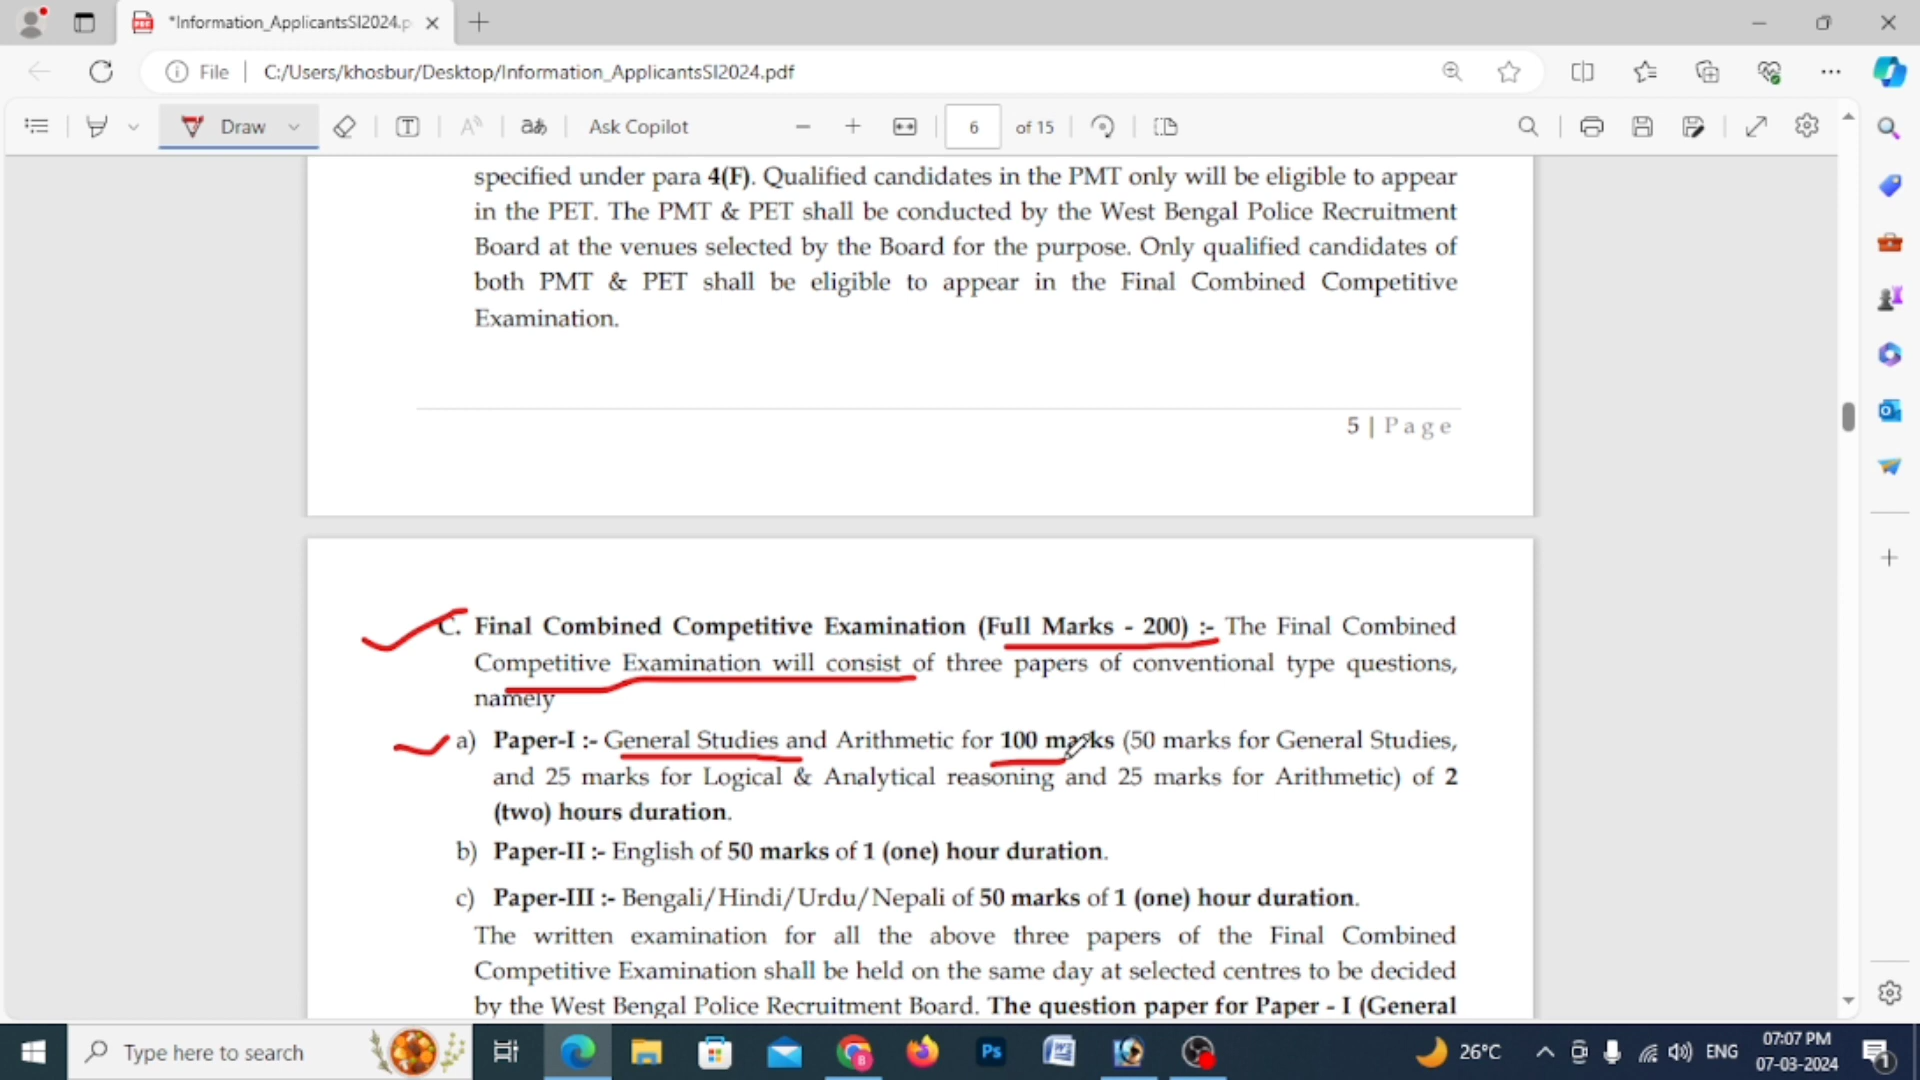 *Information_ApplicantsSI2024.p
File
C:/Users/khosbur/Desktop/Information_ApplicantsSI2024.pdf
Draw
Ask Copilot
6 of 15
specified under para 4(F). Qualified candidates in the PMT only will be eligible to appear
in the PET. The PMT & PET shall be conducted by the West Bengal Police Recruitment
Board at the venues selected by the Board for the purpose. Only qualified candidates of
both PMT & PET shall be eligible to appear in the Final Combined Competitive
Examination.
5 | Page
C. Final Combined Competitive Examination (Full Marks - 200) :- The Final Combined
Competitive Examination will consist of three papers of conventional type questions,
namely
a) Paper-I :- General Studies and Arithmetic for 100 marks (50 marks for General Studies,
and 25 marks for Logical & Analytical reasoning and 25 marks for Arithmetic) of 2
(two) hours duration.
b) Paper-II :- English of 50 marks of 1 (one) hour duration.
c) Paper-III :- Bengali/Hindi/Urdu/Nepali of 50 marks of 1 (one) hour duration.
The written examination for all the above three papers of the Final Combined
Competitive Examination shall be held on the same day at selected centres to be decided
by the West Bengal Police Recruitment Board. The question paper for Paper - I (General
Type here to search
26°C
ENG
07:07 PM
07-03-2024
1